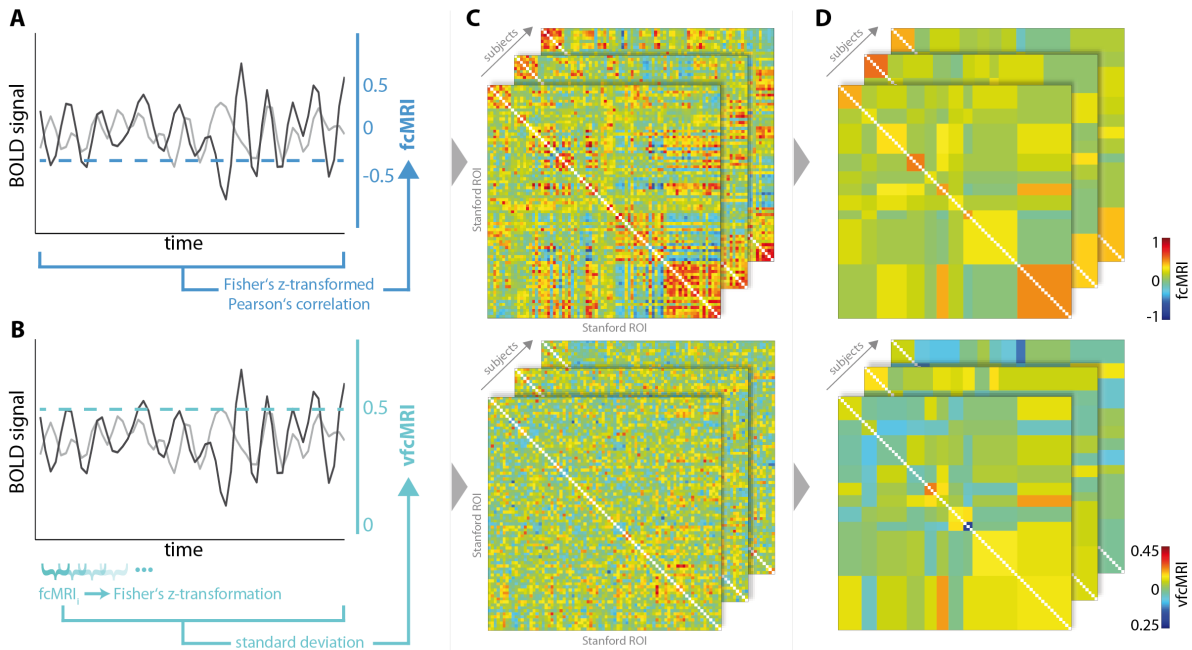 A
BOLD signal
time
0.5
0
-0.5
fcMRI
Fisher's z-transformed
Pearson's correlation
B
BOLD signal
time
0.5
0
vfcMRI
fcMRIᵢ
Fisher's z-transformation
standard deviation
C
subjects
Stanford ROI
Stanford ROI
subjects
Stanford ROI
Stanford ROI
D
subjects
1
0
-1
fcMRI
subjects
0.45
0
0.25
vfcMRI